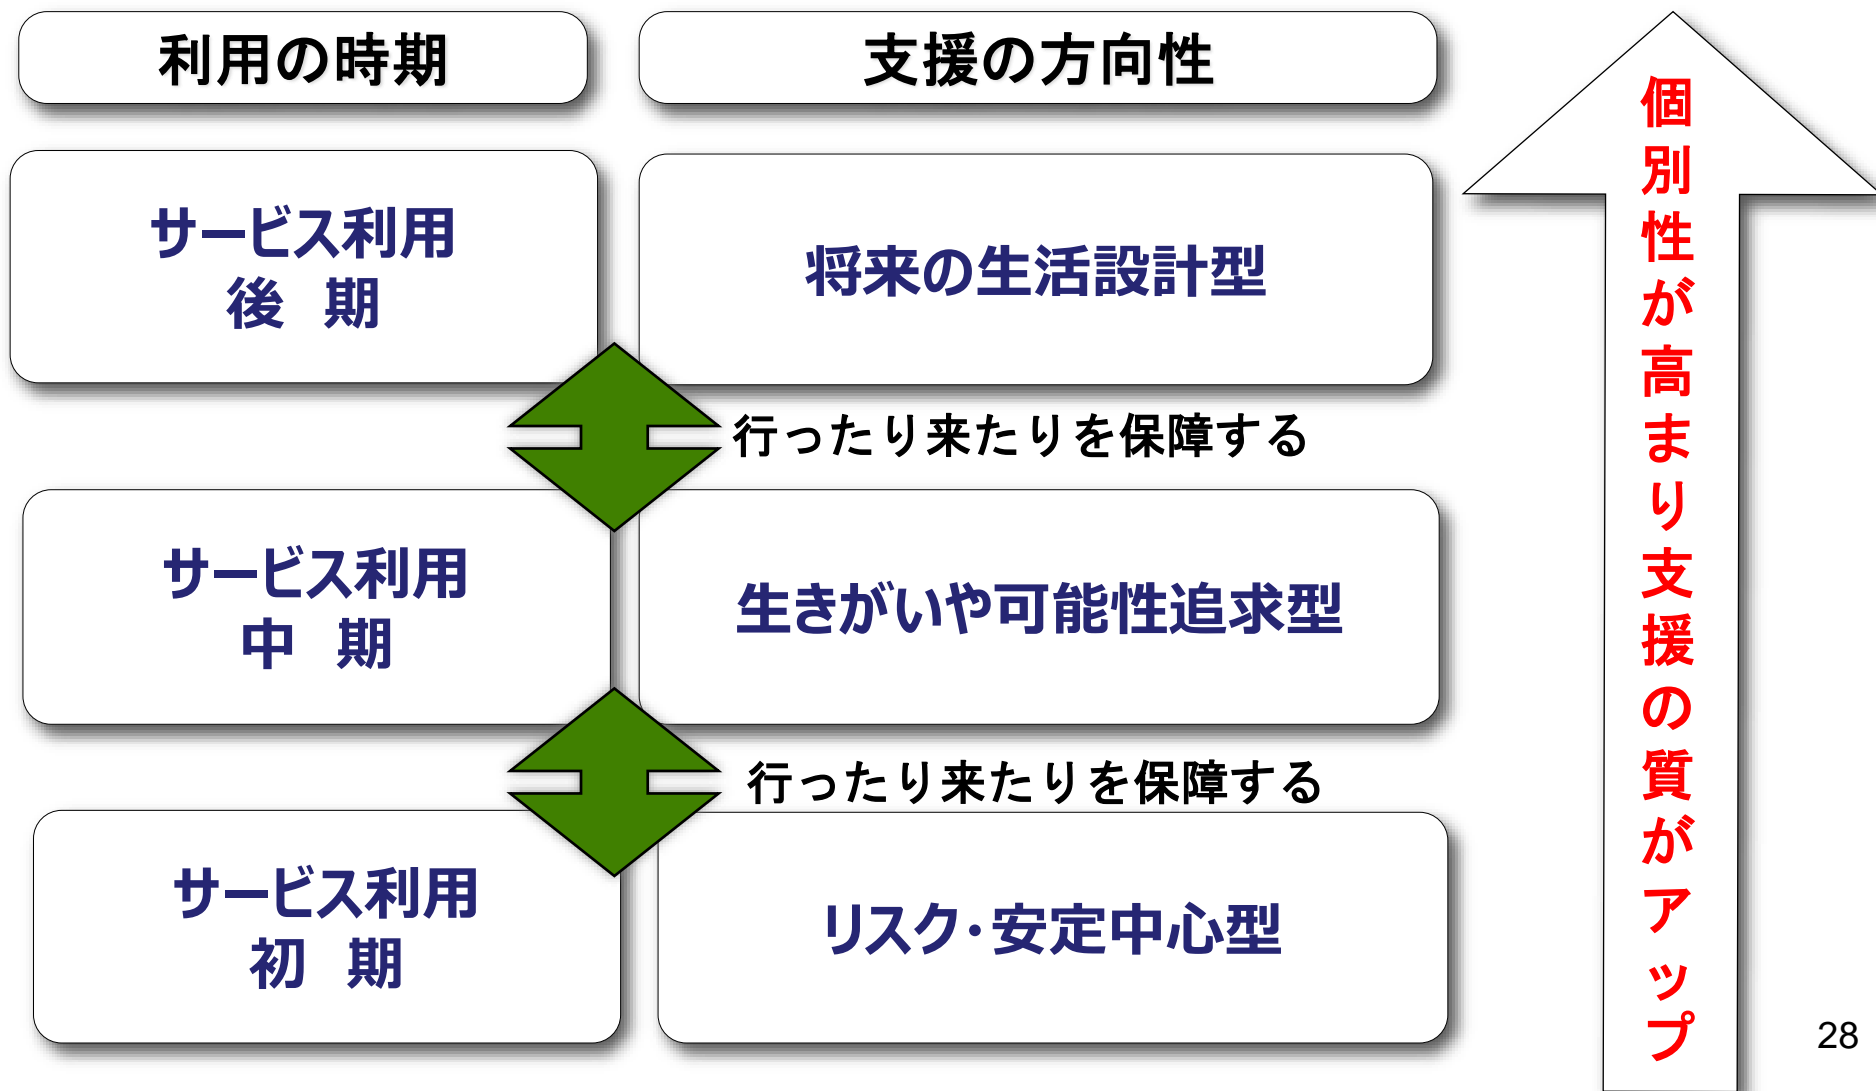 利用の時期
支援の方向性
サービス利用
後　期
将来の生活設計型
行ったり来たりを保障する
サービス利用
中　期
生きがいや可能性追求型
行ったり来たりを保障する
サービス利用
初　期
リスク・安定中心型
個別性が高まり支援の質がアップ
28